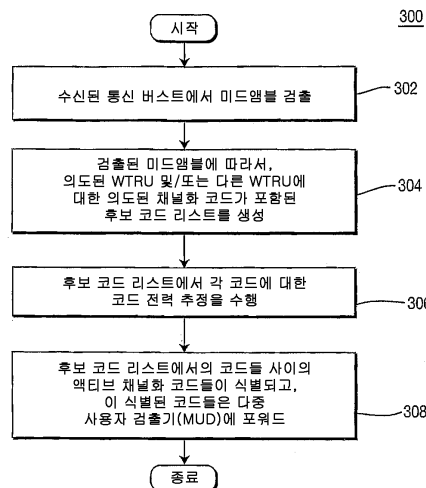 300
시작
수신된 통신 버스트에서 미드앰블 검출
302
검출된 미드앰블에 따라서,
의도된 WTRU 및/또는 다른 WTRU에
대한 의도된 채널화 코드가 포함된
후보 코드 리스트를 생성
304
후보 코드 리스트에서 각 코드에 대한
코드 전력 추정을 수행
306
후보 코드 리스트에서의 코드들 사이의
액티브 채널화 코드들이 식별되고,
이 식별된 코드들은 다중
사용자 검출기(MUD)에 포워드
308
종료